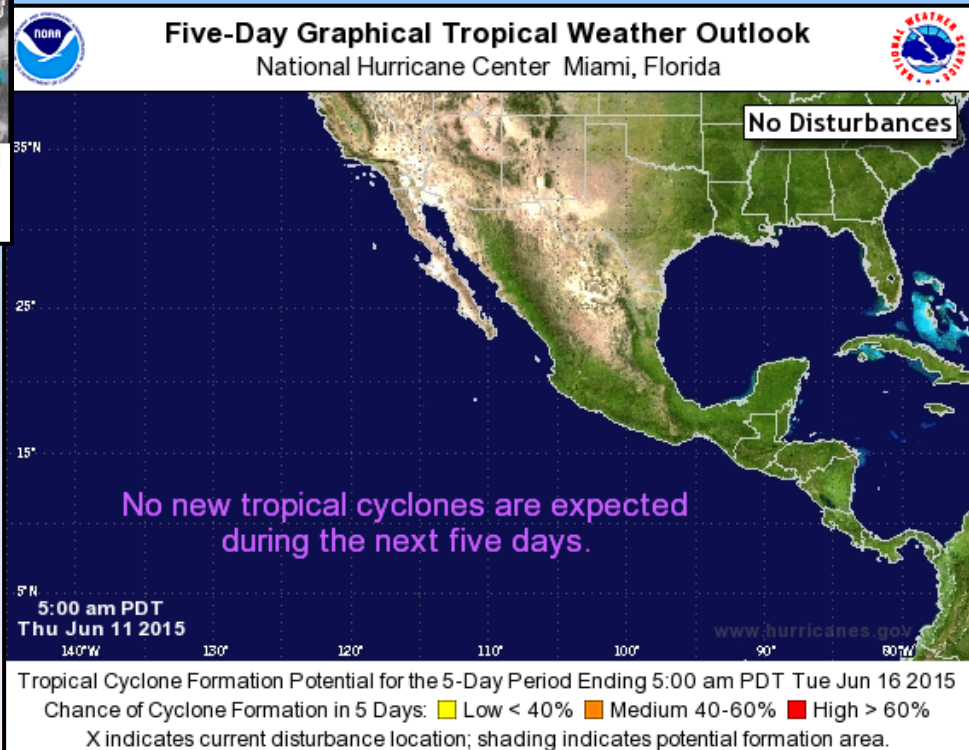 Five-Day Graphical Tropical Weather Outlook
National Hurricane Center Miami, Florida
NOAA
NATIONAL WEATHER SERVICE
No Disturbances
35°N
25°
15°
No new tropical cyclones are expected
during the next five days.
5°N
5:00 am PDT
Thu Jun 11 2015
www.hurricanes.gov
140°W 130° 120° 110° 100° 90° 80°W
Tropical Cyclone Formation Potential for the 5-Day Period Ending 5:00 am PDT Tue Jun 16 2015
Chance of Cyclone Formation in 5 Days: Low < 40% Medium 40-60% High > 60%
X indicates current disturbance location; shading indicates potential formation area.